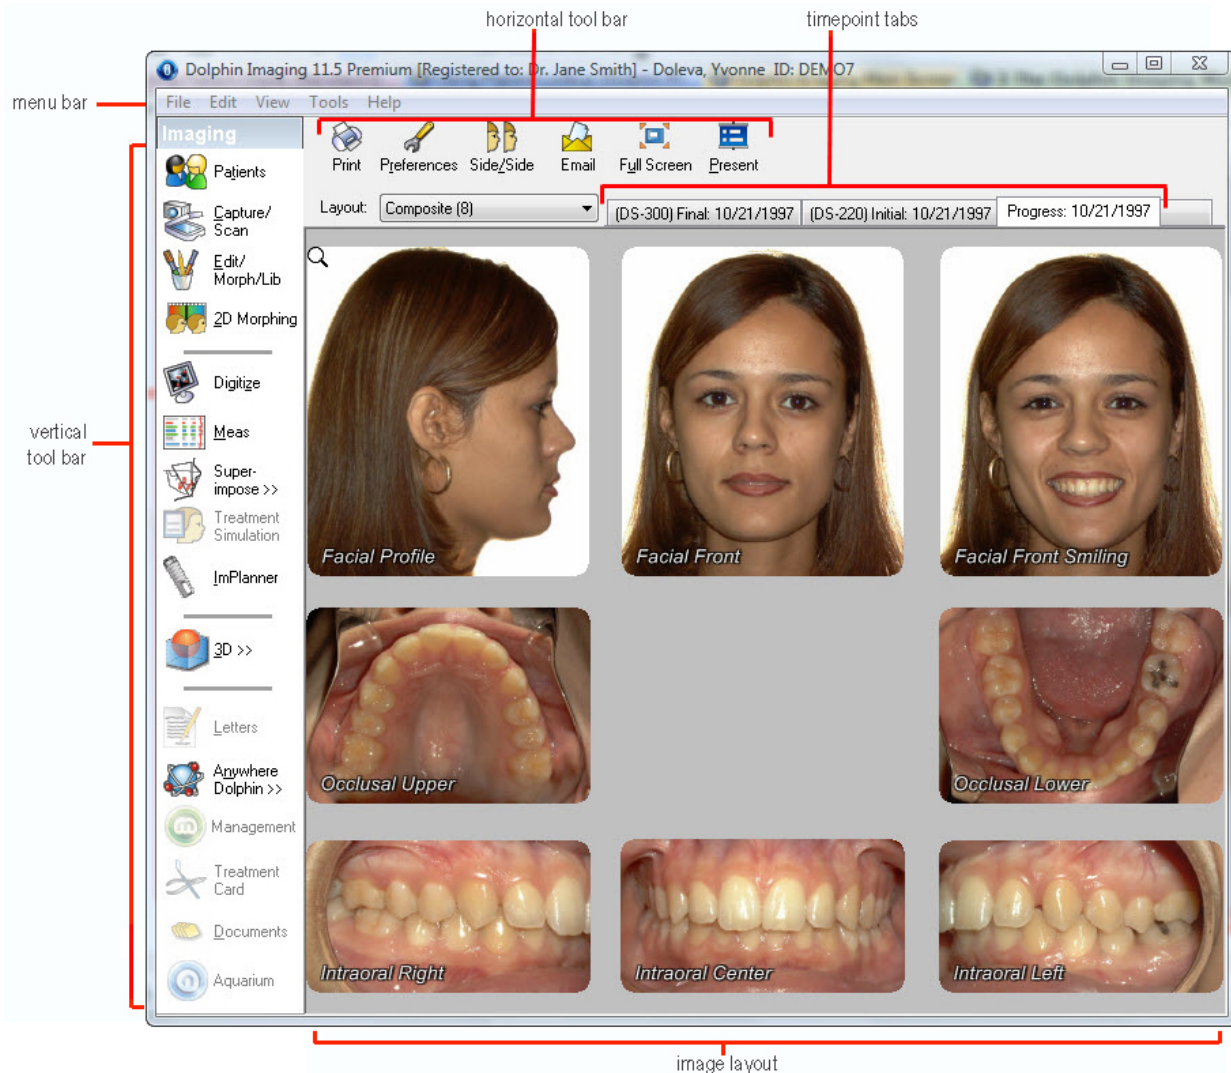 horizontal tool bar
timepoint tabs
Dolphin Imaging 11.5 Premium [Registered to: Dr. Jane Smith] - Doleva, Yvonne ID: DEMO7
menu bar
File Edit View Tools Help
Imaging
Print Preferences Side/Side Email Full Screen Present
Patients
Layout: Composite (8) (DS-300) Final: 10/21/1997 (DS-220) Initial: 10/21/1997 Progress: 10/21/1997
Capture/
Scan
Edit/
Morph/Lib
2D Morphing
Digitize
vertical
tool bar
Meas
Super-
impose >>
Treatment
Simulation
Facial Profile Facial Front Facial Front Smiling
ImPlanner
3D >>
Letters
Anywhere
Dolphin >>
Occlusal Upper Occlusal Lower
Management
Treatment
Card
Documents
Intraoral Right Intraoral Center Intraoral Left
Aquarium
image layout